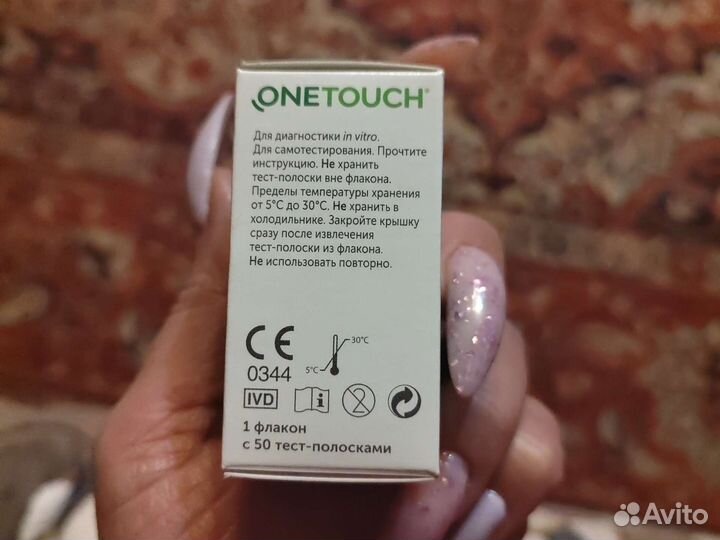 ONETOUCH®
Для диагностики in vitro.
Для самотестирования. Прочтите
инструкцию. Не хранить
тест-полоски вне флакона.
Пределы температуры хранения
от 5°C до 30°C. Не хранить в
холодильнике. Закройте крышку
сразу после извлечения
тест-полоски из флакона.
Не использовать повторно.
CE
0344
30°C
5°C
IVD
i
2
1 флакон
с 50 тест-полосками
Avito